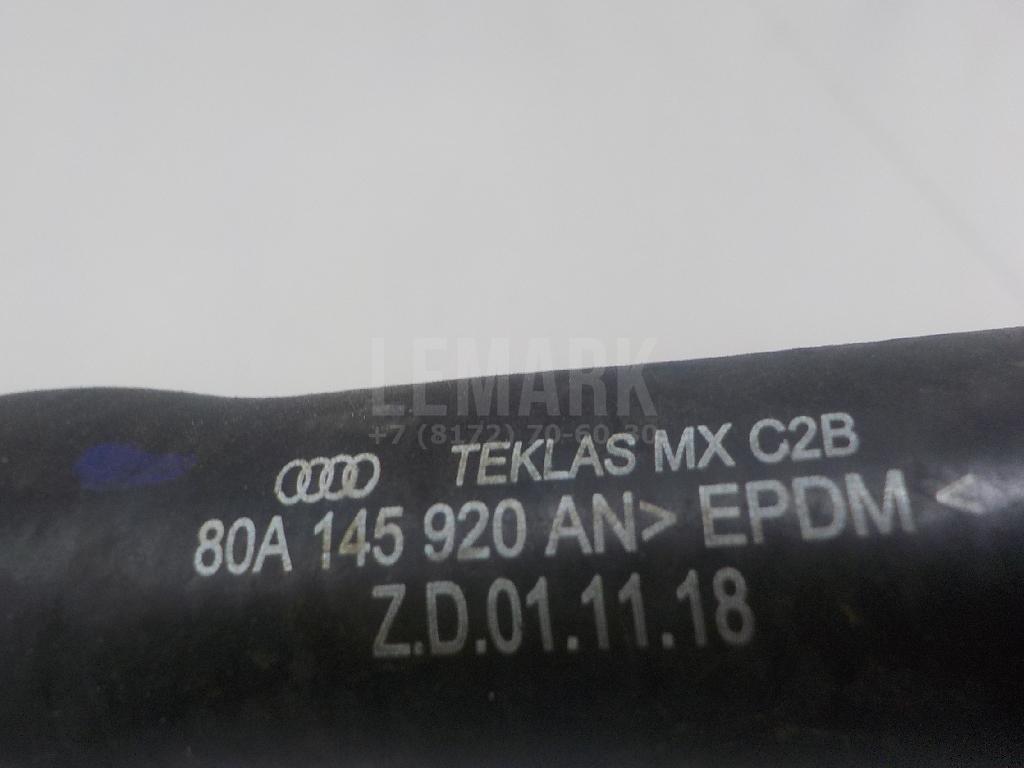 LEMARK
+7 (8172) 70-60-30
TEKLAS MX C2B
80A 145 920 AN> EPDM <
Z.D.01.11.18